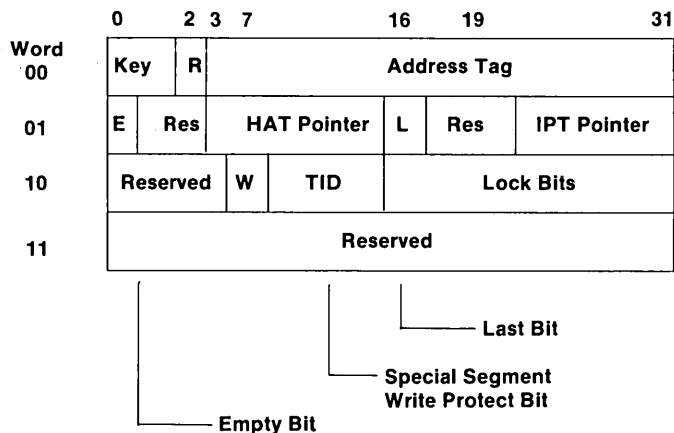 0 2 3 7 16 19 31
Word
00 Key R Address Tag
01 E Res HAT Pointer L Res IPT Pointer
10 Reserved W TID Lock Bits
11 Reserved
Last Bit
Special Segment
Write Protect Bit
Empty Bit